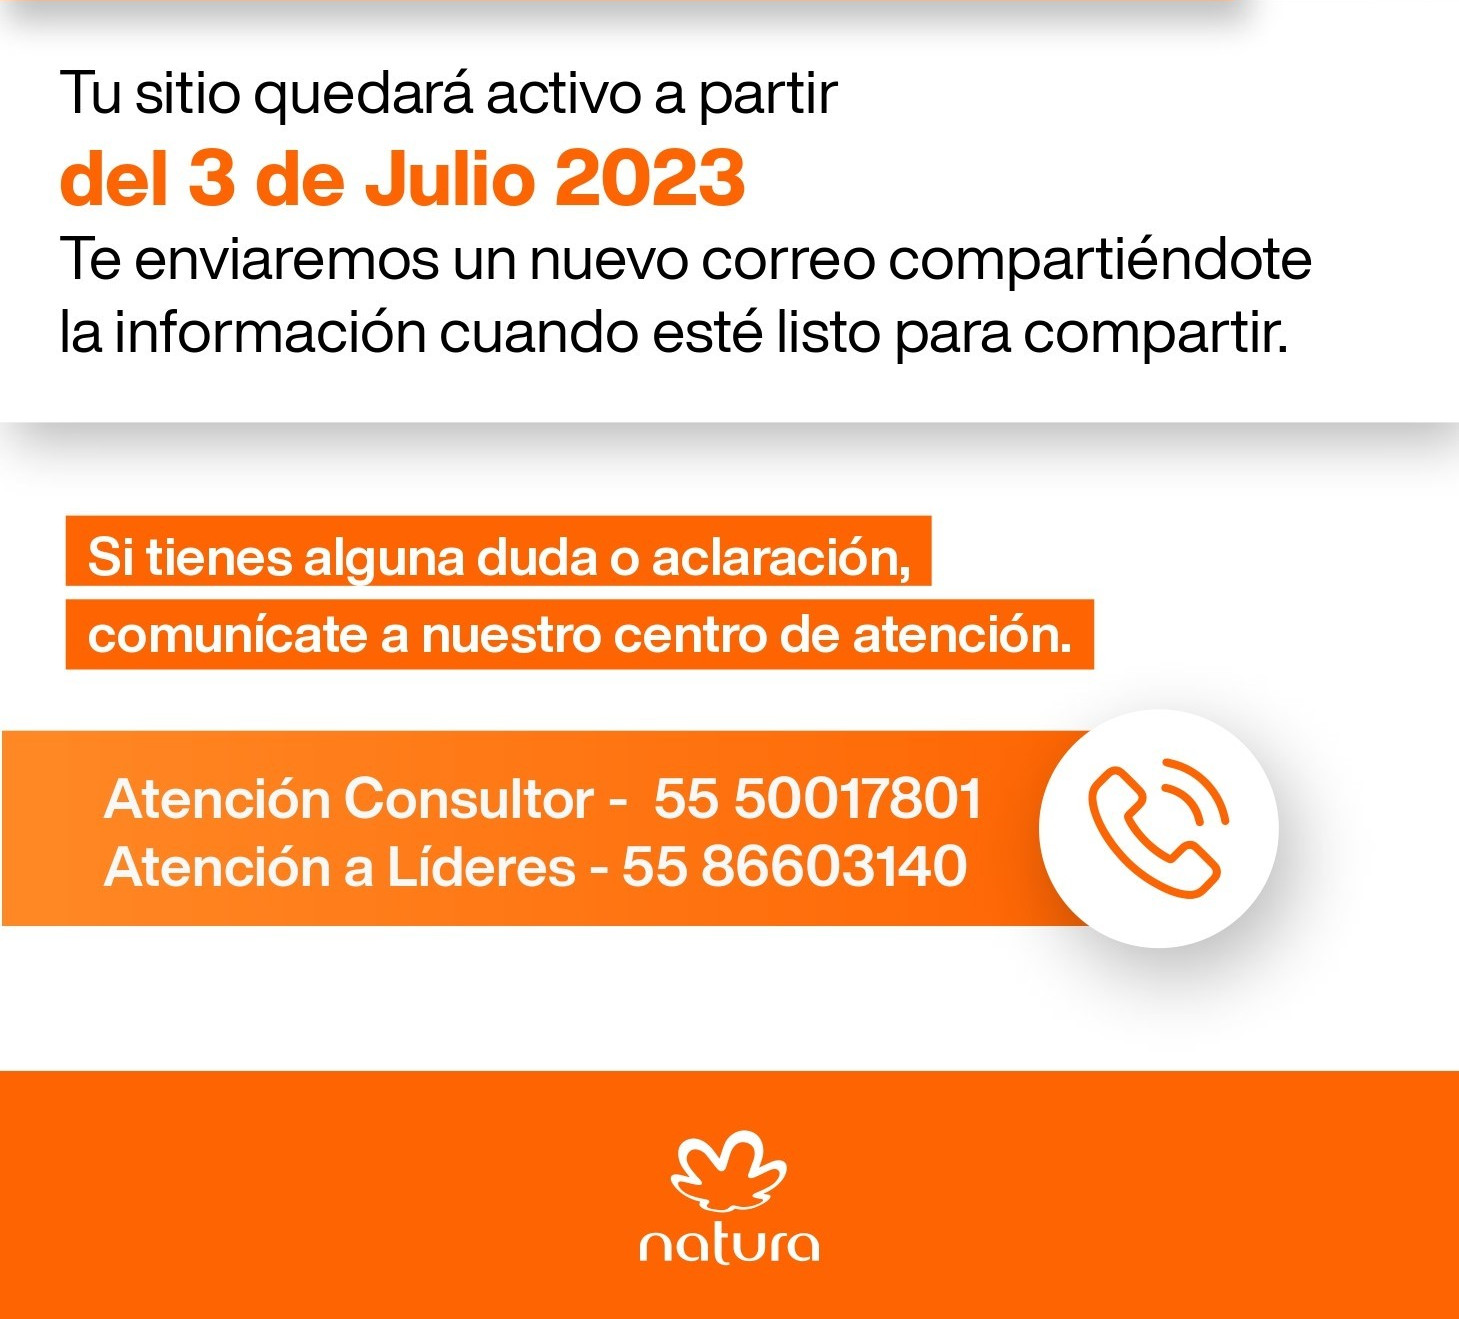 Tu sitio quedará activo a partir
del 3 de Julio 2023
Te enviaremos un nuevo correo compartiéndote
la información cuando esté listo para compartir.
Si tienes alguna duda o aclaración,
comunícate a nuestro centro de atención.
Atención Consultor - 55 50017801
Atención a Líderes - 55 86603140
natura